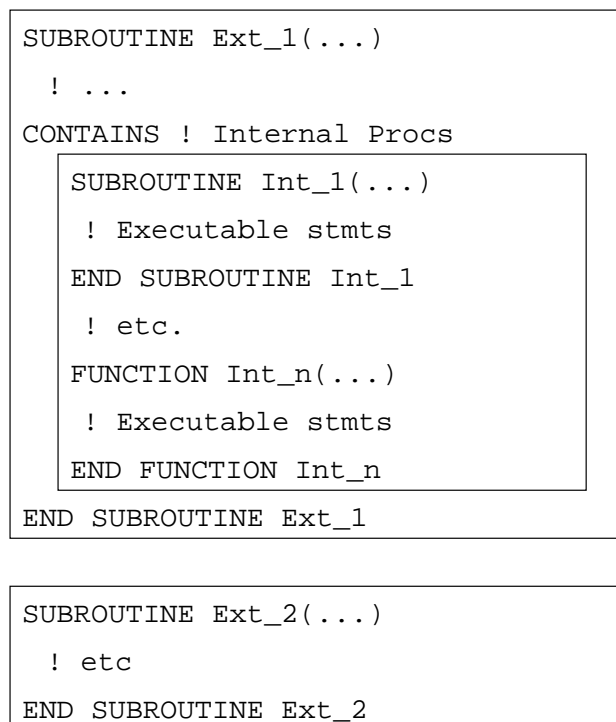 SUBROUTINE Ext_1(...)
! ...
CONTAINS ! Internal Procs
SUBROUTINE Int_1(...)
! Executable stmts
END SUBROUTINE Int_1
! etc.
FUNCTION Int_n(...)
! Executable stmts
END FUNCTION Int_n
END SUBROUTINE Ext_1
SUBROUTINE Ext_2(...)
! etc
END SUBROUTINE Ext_2